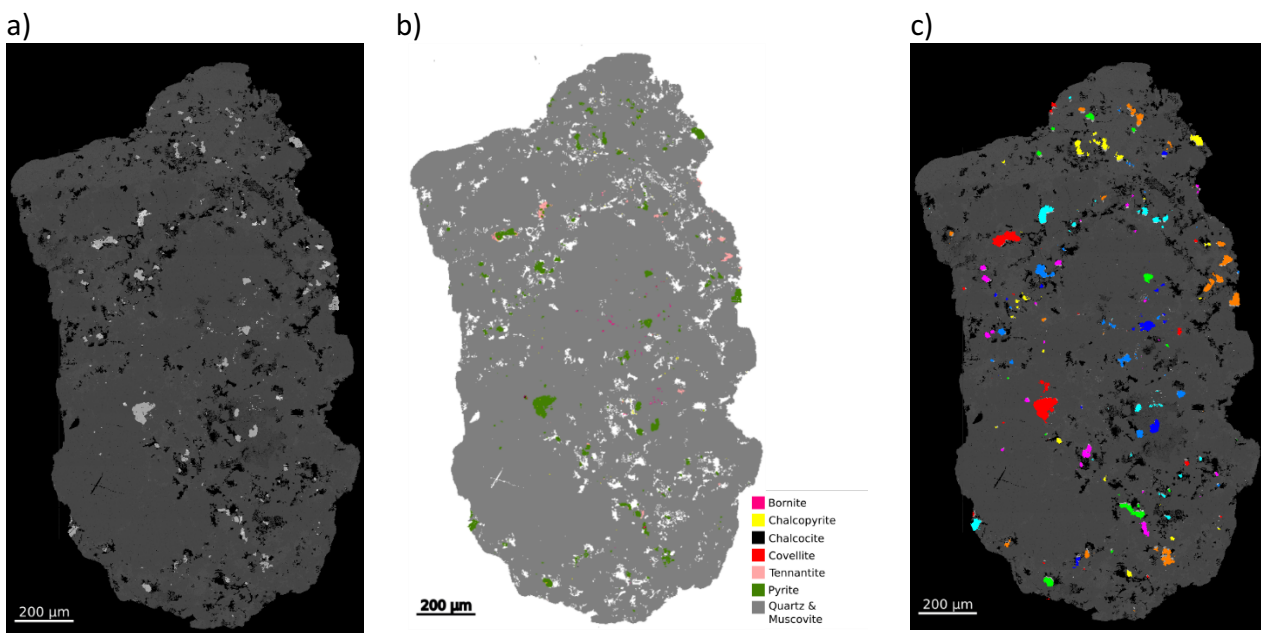 a)
b)
c)
Bornite
Chalcopyrite
Chalcocite
Covellite
Tennantite
Pyrite
Quartz &
Muscovite
200 µm
200 µm
200 µm